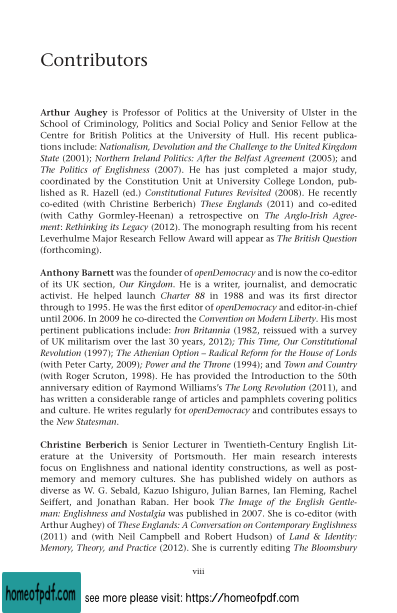 Contributors
Arthur Aughey is Professor of Politics at the University of Ulster in the
School of Criminology, Politics and Social Policy and Senior Fellow at the
Centre for British Politics at the University of Hull. His recent publica-
tions include: Nationalism, Devolution and the Challenge to the United Kingdom
State (2001); Northern Ireland Politics: After the Belfast Agreement (2005); and
The Politics of Englishness (2007). He has just completed a major study,
coordinated by the Constitution Unit at University College London, pub-
lished as R. Hazell (ed.) Constitutional Futures Revisited (2008). He recently
co-edited (with Christine Berberich) These Englands (2011) and co-edited
(with Cathy Gormley-Heenan) a retrospective on The Anglo-Irish Agree-
ment: Rethinking its Legacy (2012). The monograph resulting from his recent
Leverhulme Major Research Fellow Award will appear as The British Question
(forthcoming).
Anthony Barnett was the founder of openDemocracy and is now the co-editor
of its UK section, Our Kingdom. He is a writer, journalist, and democratic
activist. He helped launch Charter 88 in 1988 and was its first director
through to 1995. He was the first editor of openDemocracy and editor-in-chief
until 2006. In 2009 he co-directed the Convention on Modern Liberty. His most
pertinent publications include: Iron Britannia (1982, reissued with a survey
of UK militarism over the last 30 years, 2012); This Time, Our Constitutional
Revolution (1997); The Athenian Option – Radical Reform for the House of Lords
(with Peter Carty, 2009); Power and the Throne (1994); and Town and Country
(with Roger Scruton, 1998). He has provided the Introduction to the 50th
anniversary edition of Raymond Williams's The Long Revolution (2011), and
has written a considerable range of articles and pamphlets covering politics
and culture. He writes regularly for openDemocracy and contributes essays to
the New Statesman.
Christine Berberich is Senior Lecturer in Twentieth-Century English Lit-
erature at the University of Portsmouth. Her main research interests
focus on Englishness and national identity constructions, as well as post-
memory and memory cultures. She has published widely on authors as
diverse as W. G. Sebald, Kazuo Ishiguro, Julian Barnes, Ian Fleming, Rachel
Seiffert, and Jonathan Raban. Her book The Image of the English Gentle-
man: Englishness and Nostalgia was published in 2007. She is co-editor (with
Arthur Aughey) of These Englands: A Conversation on Contemporary Englishness
(2011) and (with Neil Campbell and Robert Hudson) of Land & Identity:
Memory, Theory, and Practice (2012). She is currently editing The Bloomsbury
viii
homeofpdf.com
see more please visit: https://homeofpdf.com